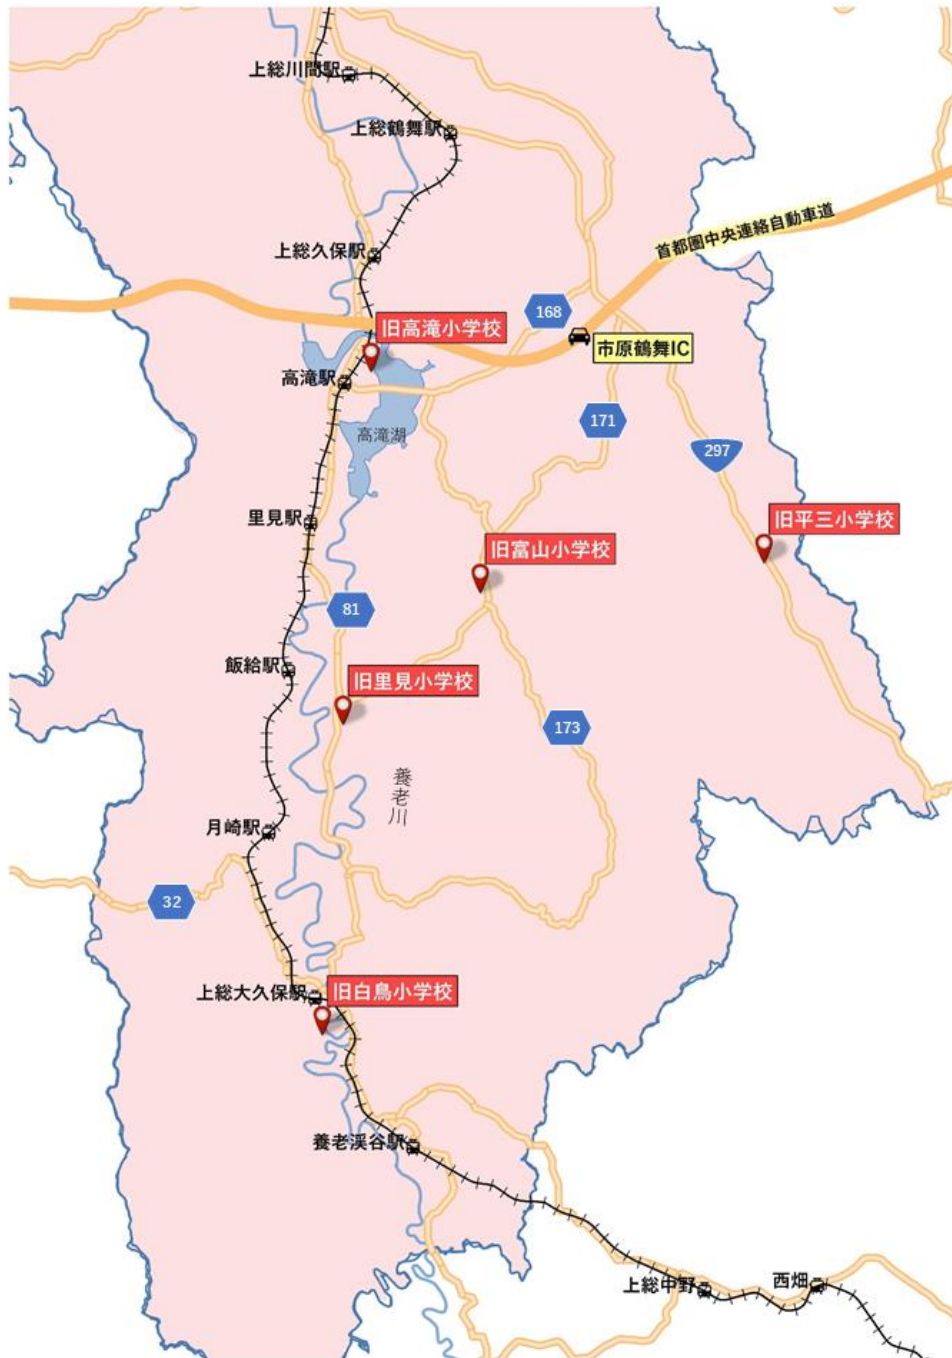 上総川間駅
上総鶴舞駅
首都圏中央連絡自動車道
上総久保駅
168
旧高滝小学校
市原鶴舞IC
高滝駅
171
高滝湖
297
里見駅
旧平三小学校
旧富山小学校
81
飯給駅
旧里見小学校
173
養老川
月崎駅
32
上総大久保駅
旧白鳥小学校
養老渓谷駅
上総中野
西畑